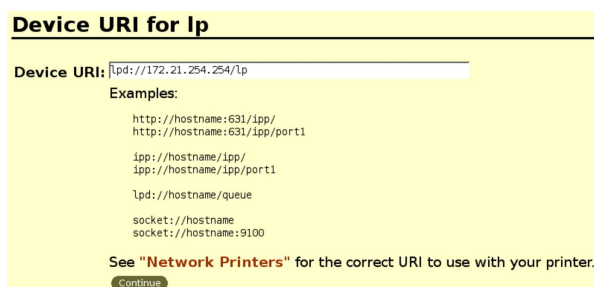 Device URI for lp
Device URI: lpd://172.21.254.254/lp
Examples:
http://hostname:631/ipp/
http://hostname:631/ipp/port1
ipp://hostname/ipp/
ipp://hostname/ipp/port1
lpd://hostname/queue
socket://hostname
socket://hostname:9100
See "Network Printers" for the correct URI to use with your printer.
Continue